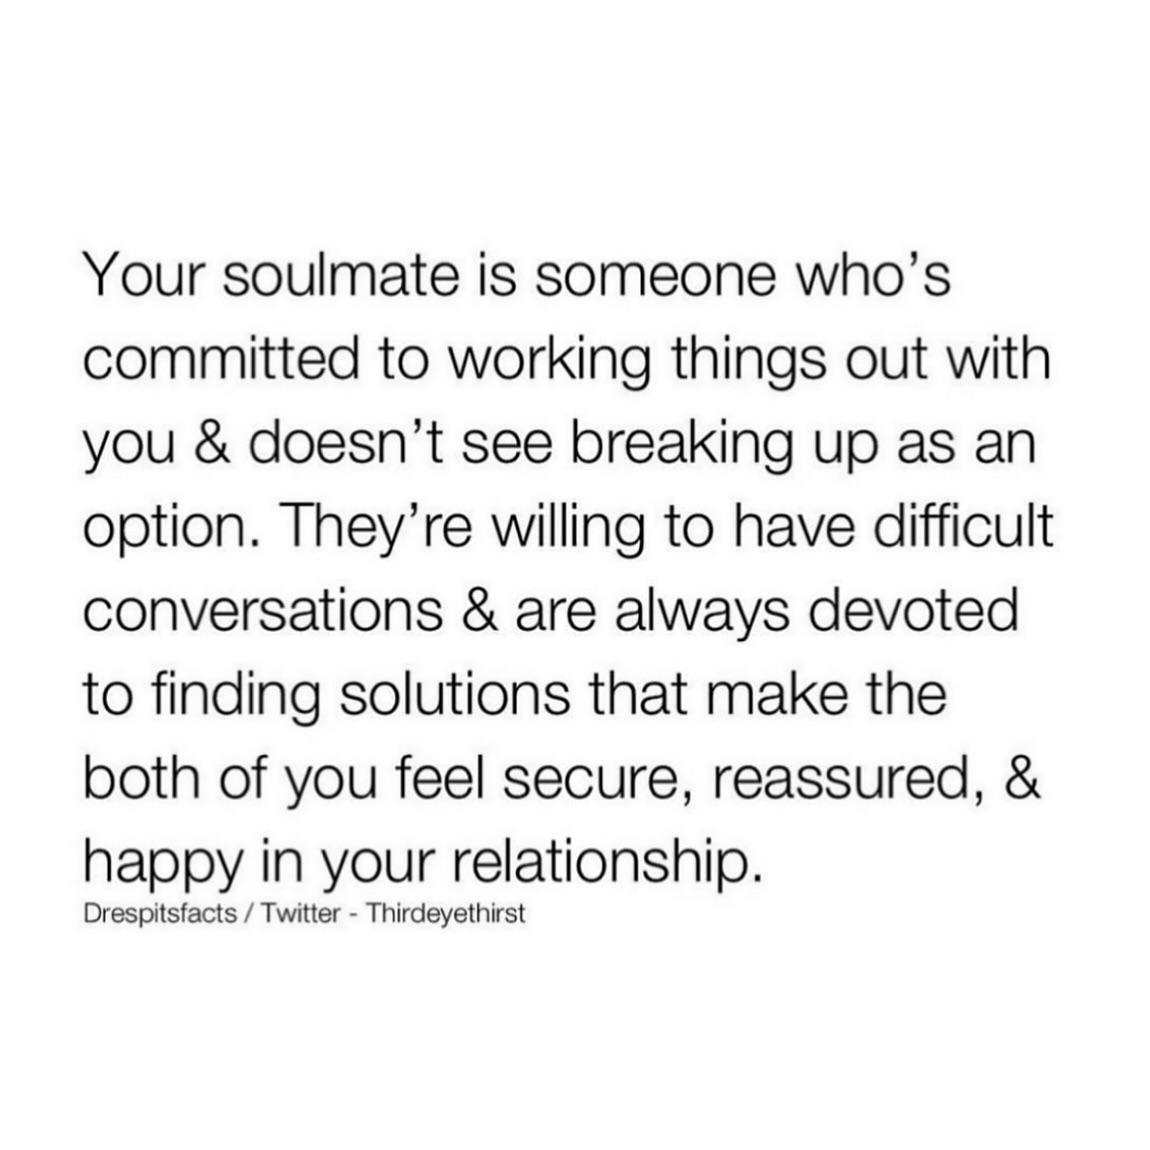 Your soulmate is someone who’s
committed to working things out with
you & doesn’t see breaking up as an
option. They’re willing to have difficult
conversations & are always devoted
to finding solutions that make the
both of you feel secure, reassured, &
happy in your relationship.
Drespitsfacts / Twitter - Thirdeyethirst